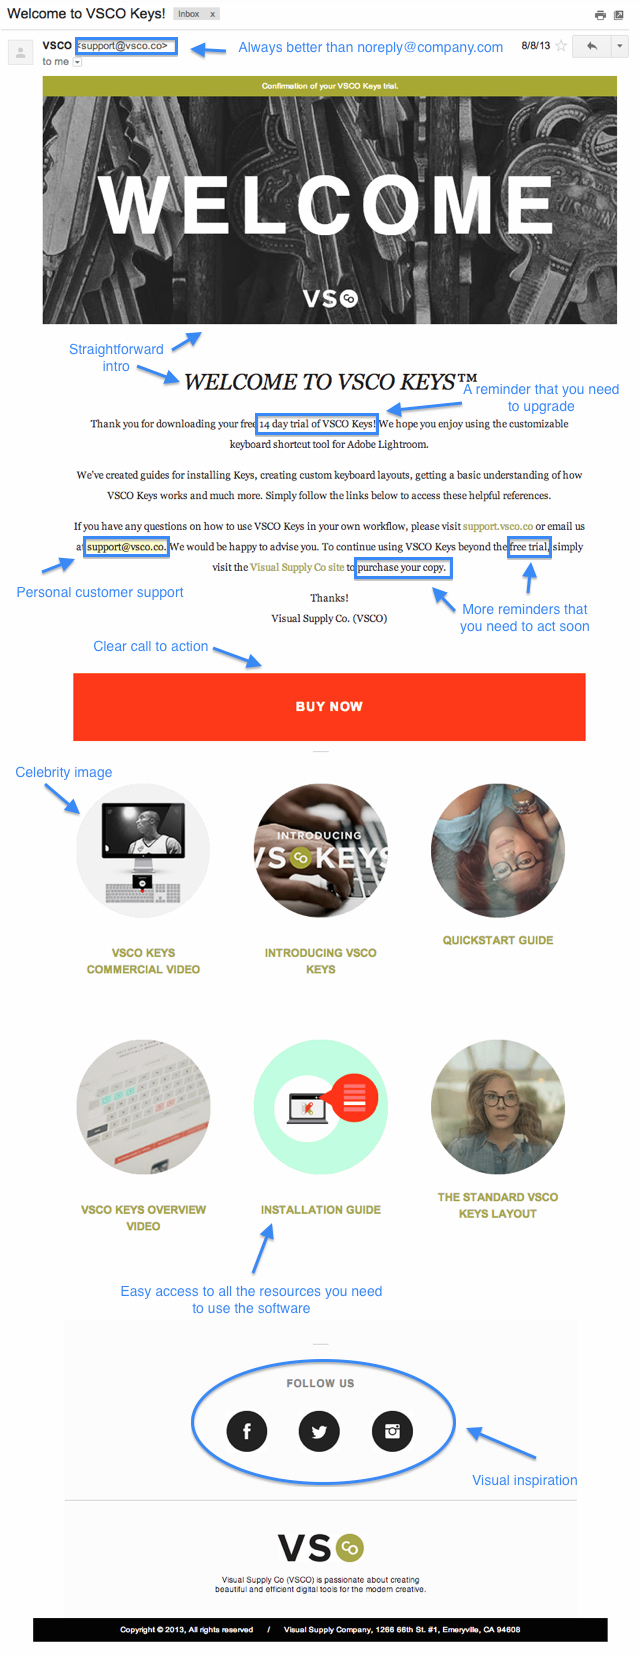 Welcome to VSCO Keys! Inbox x
VSCO <support@vsco.co> Always better than noreply@company.com 8/8/13
to me
Confirmation of your VSCO Keys trial.
WELCOME
VSCO
Straightforward
intro
WELCOME TO VSCO KEYS™
A reminder that you need
to upgrade
Thank you for downloading your free 14 day trial of VSCO Keys! We hope you enjoy using the customizable
keyboard shortcut tool for Adobe Lightroom.
We've created guides for installing Keys, creating custom keyboard layouts, getting a basic understanding of how
VSCO Keys works and much more. Simply follow the links below to access these helpful references.
If you have any questions on how to use VSCO Keys in your own workflow, please visit support.vsco.co or email us
at support@vsco.co. We would be happy to advise you. To continue using VSCO Keys beyond the free trial, simply
visit the Visual Supply Co site to purchase your copy.
Personal customer support
Thanks!
Visual Supply Co. (VSCO)
More reminders that
you need to act soon
Clear call to action
BUY NOW
Celebrity image
INTRODUCING
VSCO KEYS
VSCO KEYS
COMMERCIAL VIDEO
INTRODUCING VSCO
KEYS
QUICKSTART GUIDE
VSCO KEYS OVERVIEW
VIDEO
INSTALLATION GUIDE
THE STANDARD VSCO
KEYS LAYOUT
Easy access to all the resources you need
to use the software
FOLLOW US
Visual inspiration
VSCO
Visual Supply Co (VSCO) is passionate about creating
beautiful and efficient digital tools for the modern creative.
Copyright © 2013, All rights reserved / Visual Supply Company, 1266 66th St. #1, Emeryville, CA 94608